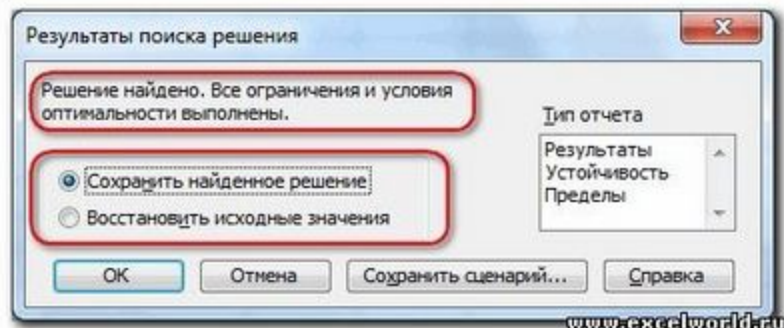 Результаты поиска решения
Решение найдено. Все ограничения и условия
оптимальности выполнены.
Тип отчета
Результаты
Устойчивость
Пределы
Сохранить найденное решение
Восстановить исходные значения
ОК
Отмена
Сохранить сценарий...
Справка
www.excelworld.ru